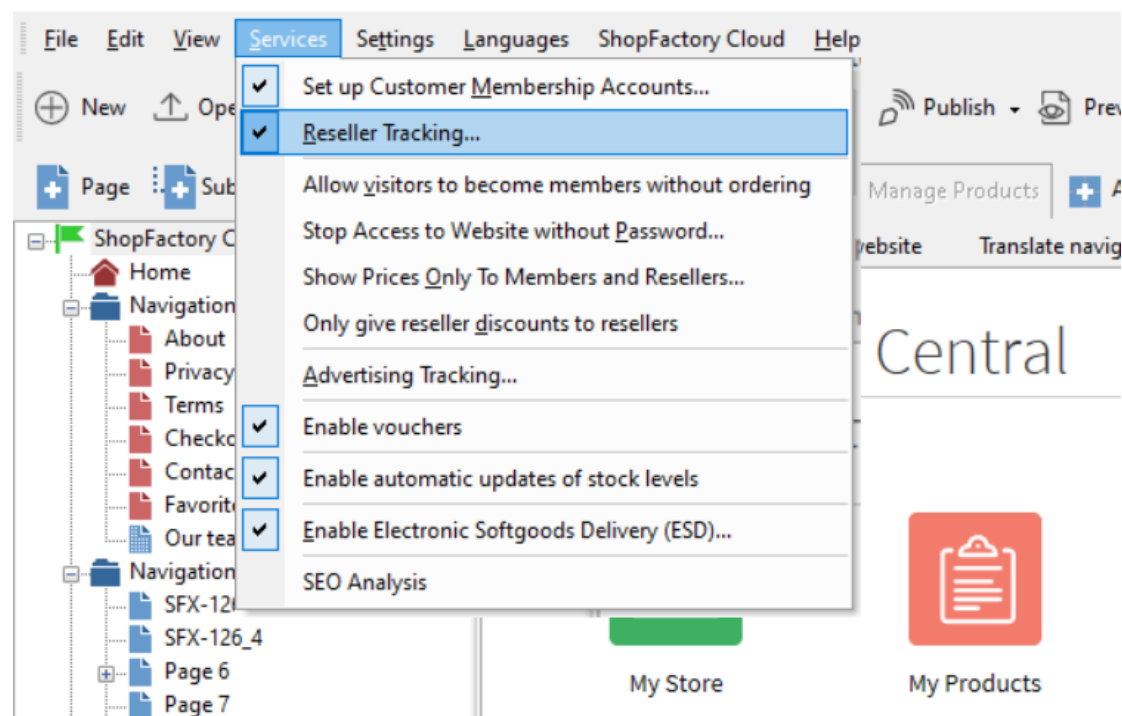 File Edit View Services Settings Languages ShopFactory Cloud Help
New Ope Publish Prev
Page Sub Manage Products A
ShopFactory C website Translate navig
Home
Navigation
About
Privacy
Terms
Checko
Contac
Favorite
Our tea
Navigation
SFX-126
SFX-126_4
Page 6
Page 7
Set up Customer Membership Accounts...
Reseller Tracking...
Allow visitors to become members without ordering
Stop Access to Website without Password...
Show Prices Only To Members and Resellers...
Only give reseller discounts to resellers
Advertising Tracking...
Enable vouchers
Enable automatic updates of stock levels
Enable Electronic Softgoods Delivery (ESD)...
SEO Analysis
Central
My Store My Products